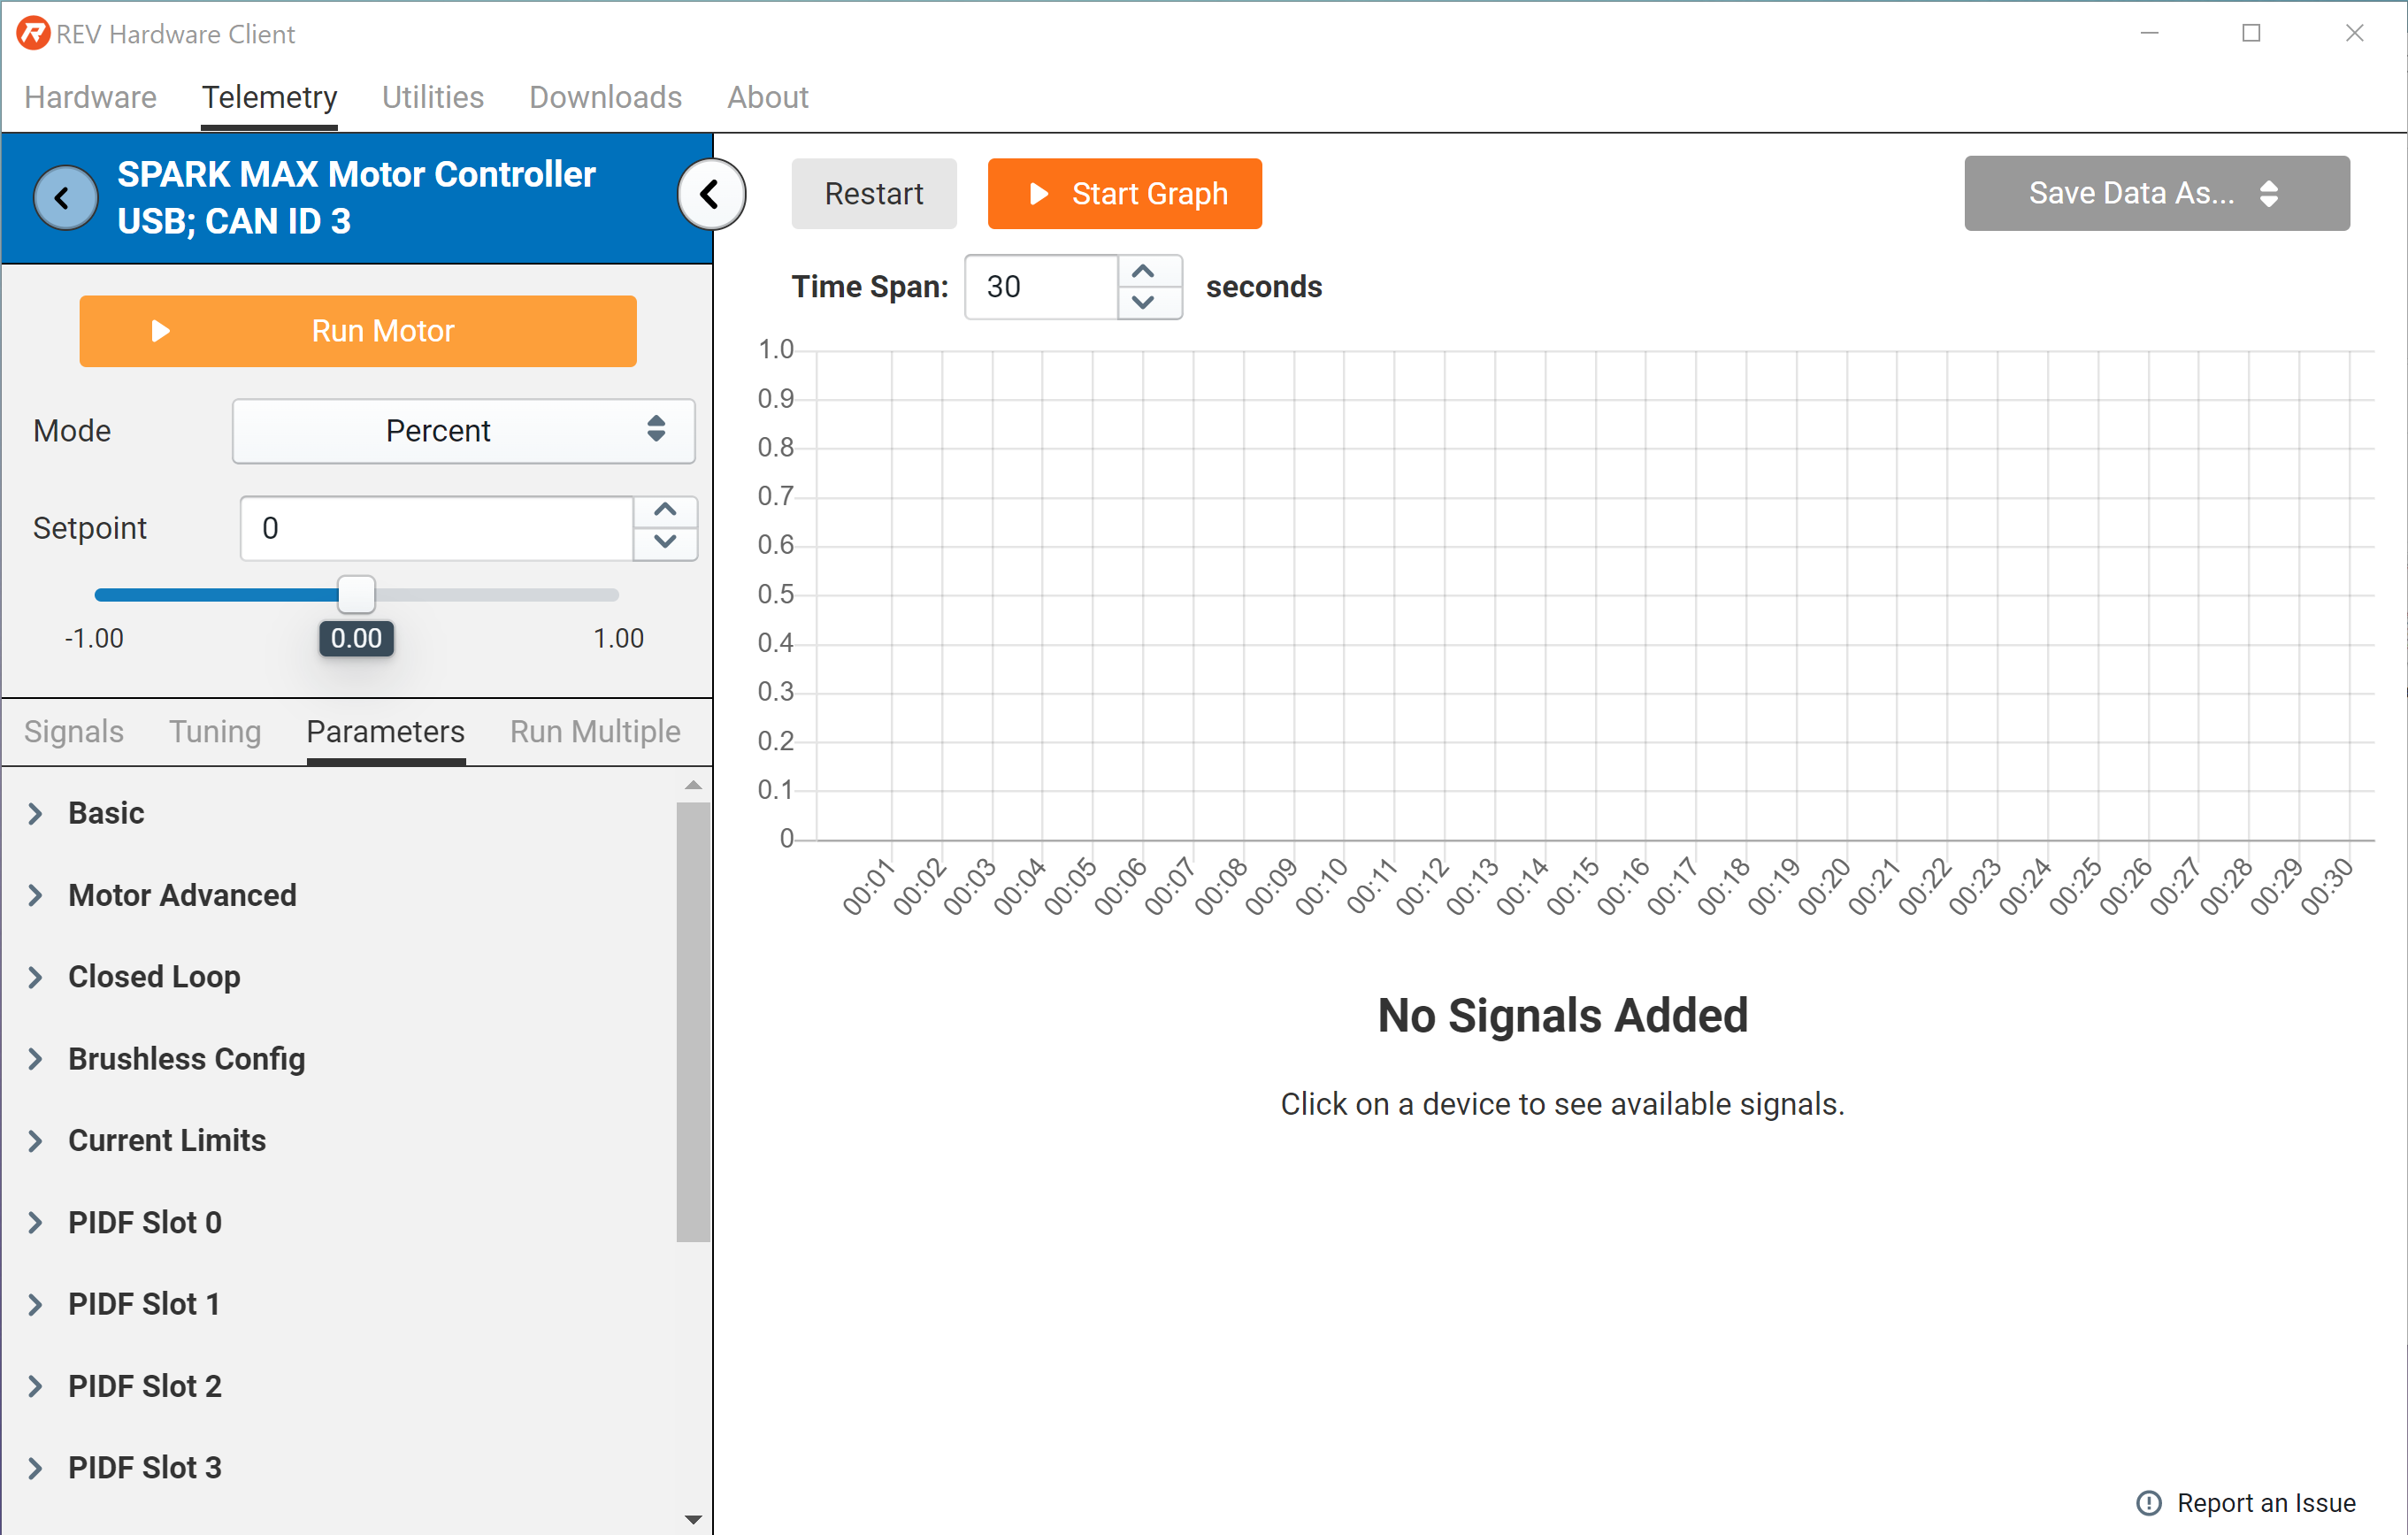 REV Hardware Client
Hardware Telemetry Utilities Downloads About
SPARK MAX Motor Controller
USB; CAN ID 3
Run Motor
Mode Percent
Setpoint 0
-1.00 0.00 1.00
Signals Tuning Parameters Run Multiple
Basic
Motor Advanced
Closed Loop
Brushless Config
Current Limits
PIDF Slot 0
PIDF Slot 1
PIDF Slot 2
PIDF Slot 3
Restart Start Graph Save Data As...
Time Span: 30 seconds
1.0
0.9
0.8
0.7
0.6
0.5
0.4
0.3
0.2
0.1
0
00:01 00:02 00:03 00:04 00:05 00:06 00:07 00:08 00:09 00:10 00:11 00:12 00:13 00:14 00:15 00:16 00:17 00:18 00:19 00:20 00:21 00:22 00:23 00:24 00:25 00:26 00:27 00:28 00:29 00:30
No Signals Added
Click on a device to see available signals.
Report an Issue